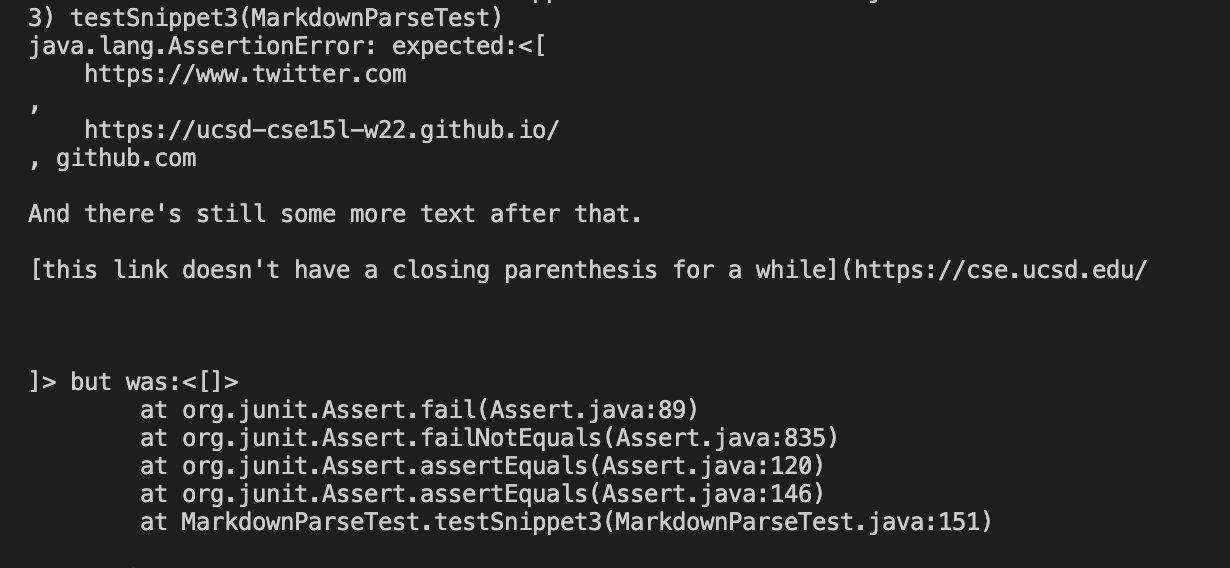 3) testSnippet3(MarkdownParseTest)
java.lang.AssertionError: expected:<[
    https://www.twitter.com
,
    https://ucsd-cse15l-w22.github.io/
, github.com

And there's still some more text after that.

[this link doesn't have a closing parenthesis for a while](https://cse.ucsd.edu/



]> but was:<[]>
        at org.junit.Assert.fail(Assert.java:89)
        at org.junit.Assert.failNotEquals(Assert.java:835)
        at org.junit.Assert.assertEquals(Assert.java:120)
        at org.junit.Assert.assertEquals(Assert.java:146)
        at MarkdownParseTest.testSnippet3(MarkdownParseTest.java:151)